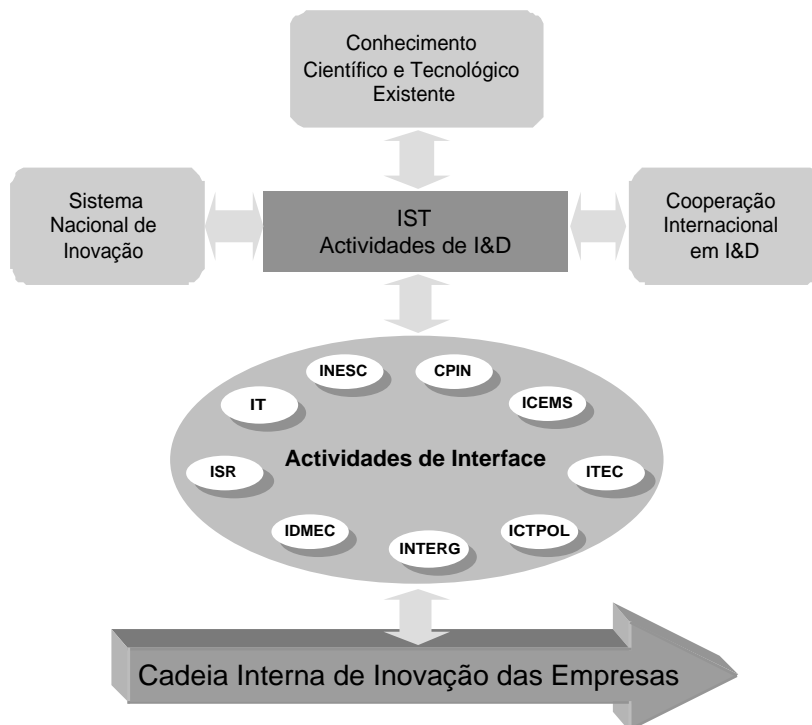 Conhecimento
Científico e Tecnológico
Existente
Sistema
Nacional de
Inovação
IST
Actividades de I&D
Cooperação
Internacional
em I&D
INESC
CPIN
IT
ICEMS
Actividades de Interface
ISR
ITEC
IDMEC
INTERG
ICTPOL
Cadeia Interna de Inovação das Empresas